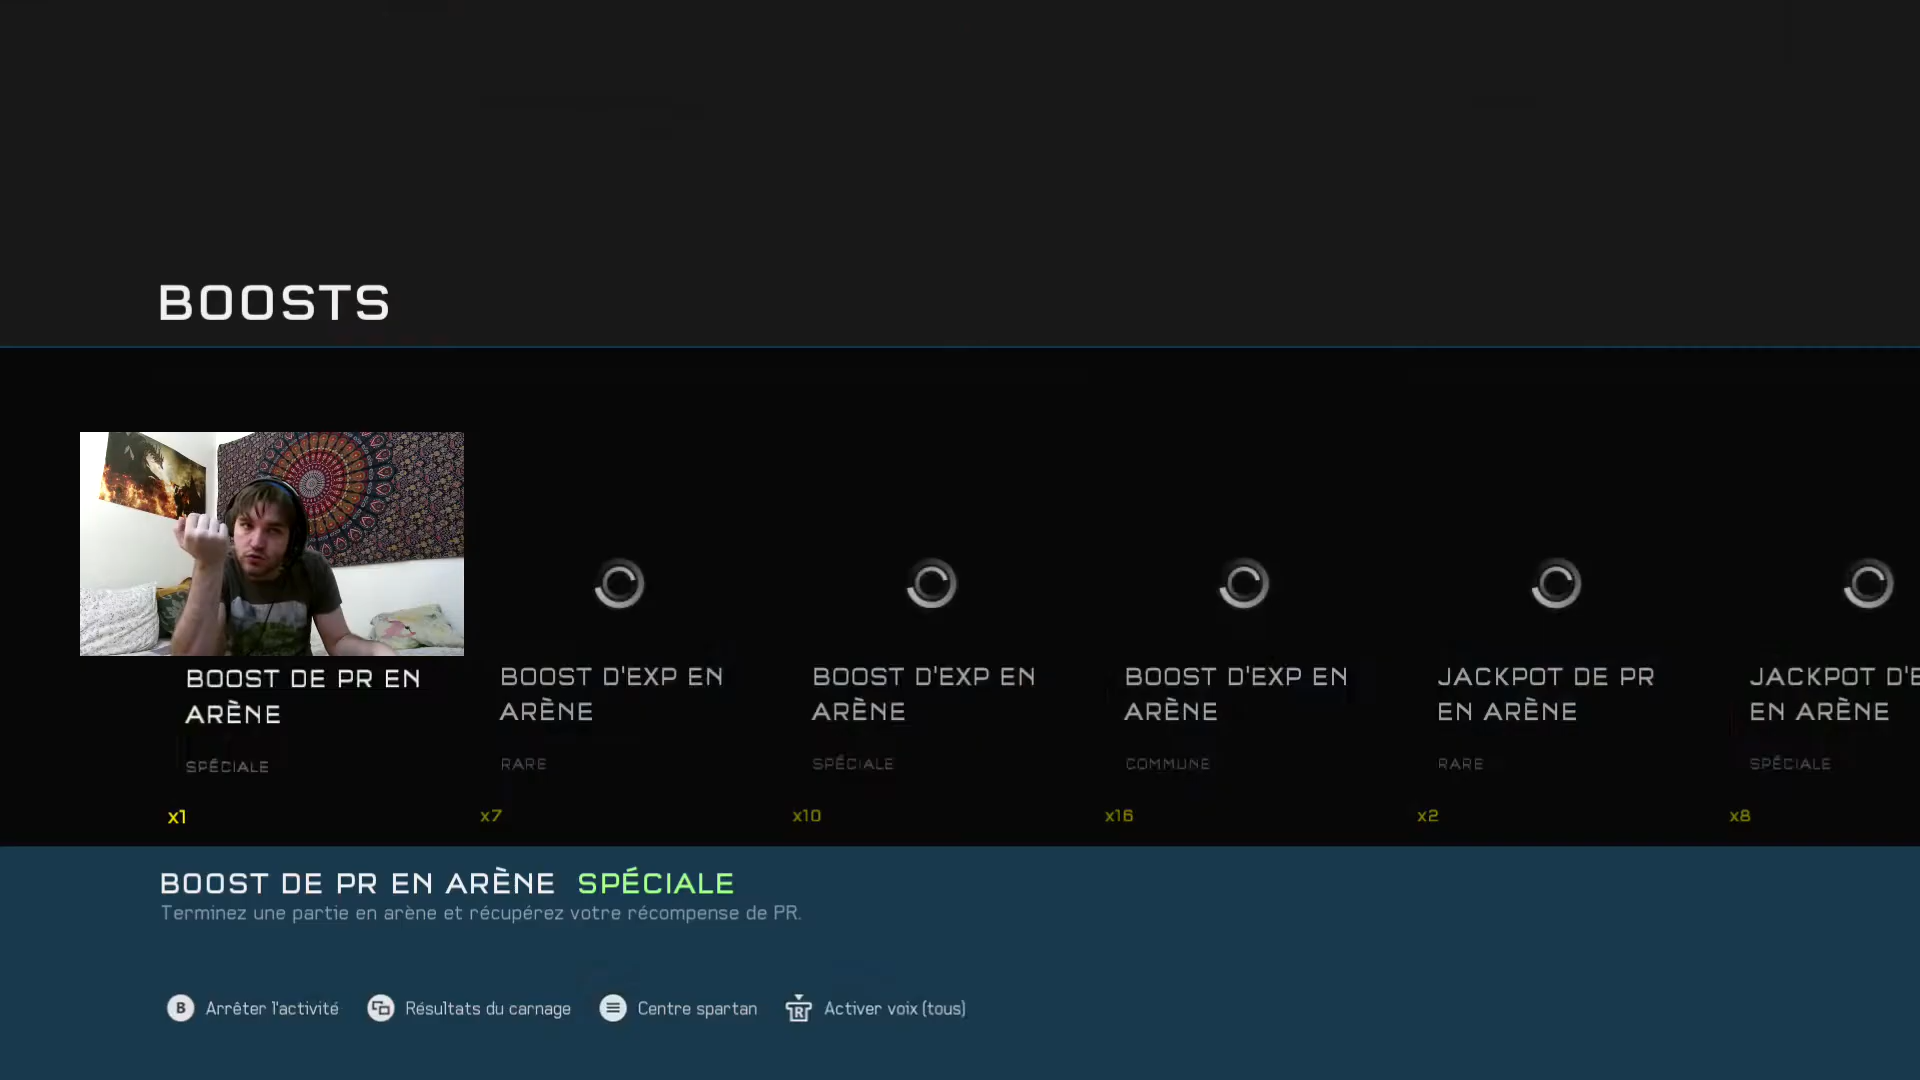 BOOSTS
BOOST DE PR EN
ARÈNE
SPÉCIALE
x1
BOOST D'EXP EN
ARÈNE
RARE
x7
BOOST D'EXP EN
ARÈNE
SPÉCIALE
x10
BOOST D'EXP EN
ARÈNE
COMMUNE
x16
JACKPOT DE PR
EN ARÈNE
RARE
x2
JACKPOT D'E
EN ARÈNE
SPÉCIALE
x8
BOOST DE PR EN ARÈNE SPÉCIALE
Terminez une partie en arène et récupérez votre récompense de PR.
B Arrêter l'activité Résultats du carnage Centre spartan R Activer voix (tous)